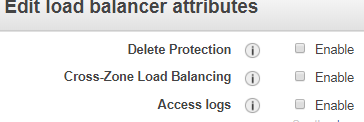 Edit load balancer attributes
Delete Protection i Enable
Cross-Zone Load Balancing i Enable
Access logs i Enable